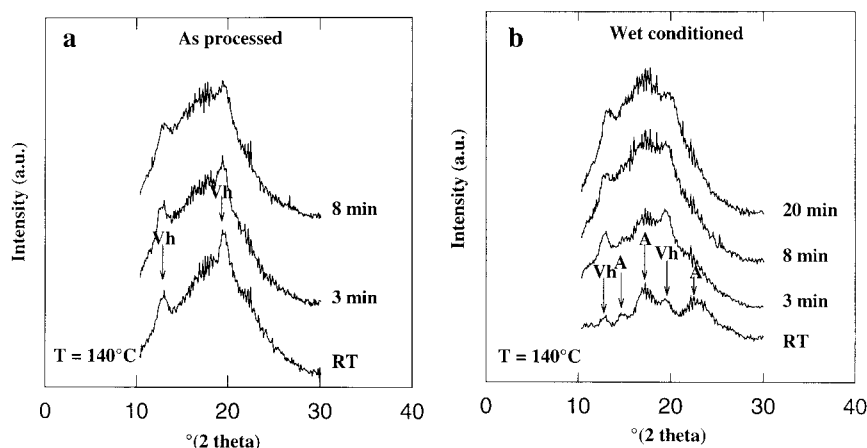 a
As processed
Intensity (a.u.)
8 min
Vh
Vh
3 min
T = 140°C
RT
0
10
20
30
40
°(2 theta)
b
Wet conditioned
Intensity (a.u.)
20 min
8 min
A
Vh
A
Vh
A
3 min
RT
T = 140°C
0
10
20
30
40
°(2 theta)